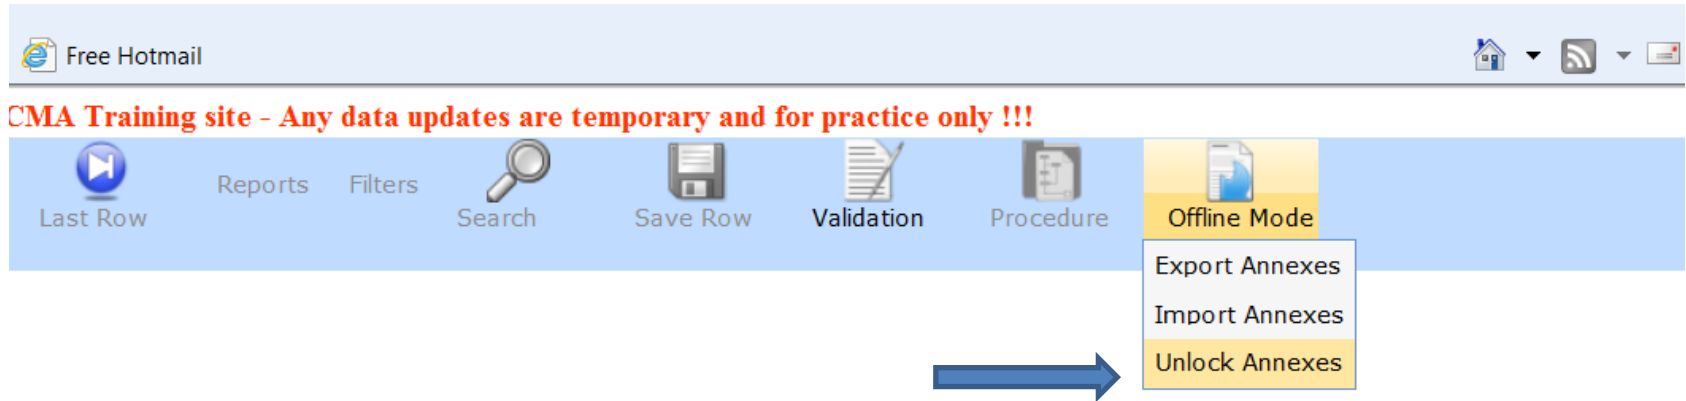 Free Hotmail
CMA Training site - Any data updates are temporary and for practice only !!!
Last Row
Reports
Filters
Search
Save Row
Validation
Procedure
Offline Mode
Export Annexes
Import Annexes
Unlock Annexes